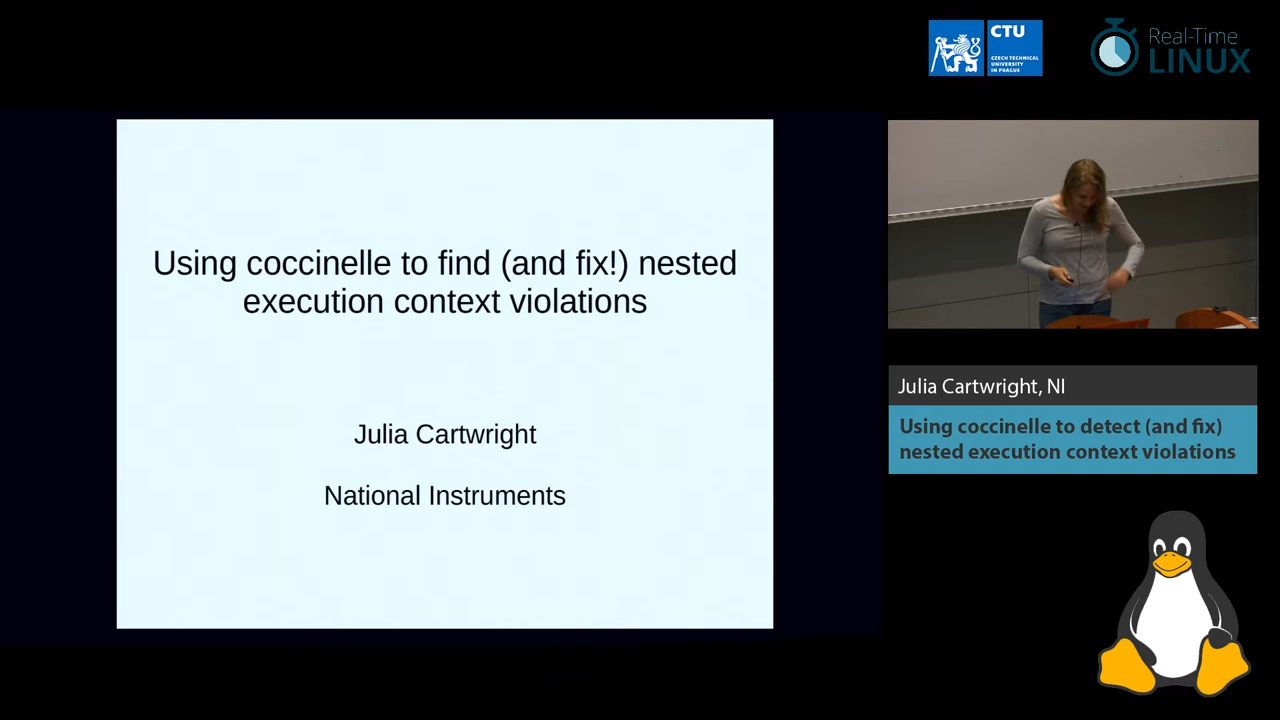 CTU
CZECH TECHNICAL
UNIVERSITY
IN PRAGUE
Real-Time
LINUX
Using coccinelle to find (and fix!) nested
execution context violations
Julia Cartwright
National Instruments
Julia Cartwright, NI
Using coccinelle to detect (and fix)
nested execution context violations